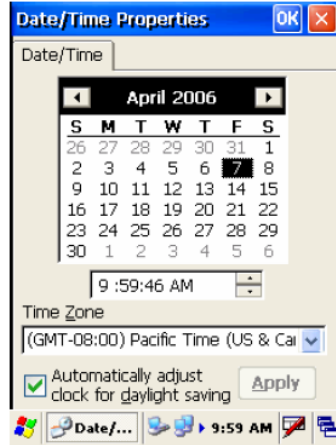 Date/Time Properties OK
Date/Time
April 2006
S M T W T F S
26 27 28 29 30 31 1
2 3 4 5 6 7 8
9 10 11 12 13 14 15
16 17 18 19 20 21 22
23 24 25 26 27 28 29
30 1 2 3 4 5 6
9 :59:46 AM
Time Zone
(GMT-08:00) Pacific Time (US & Ca
Automatically adjust
clock for daylight saving
Apply
Date/... 9:59 AM